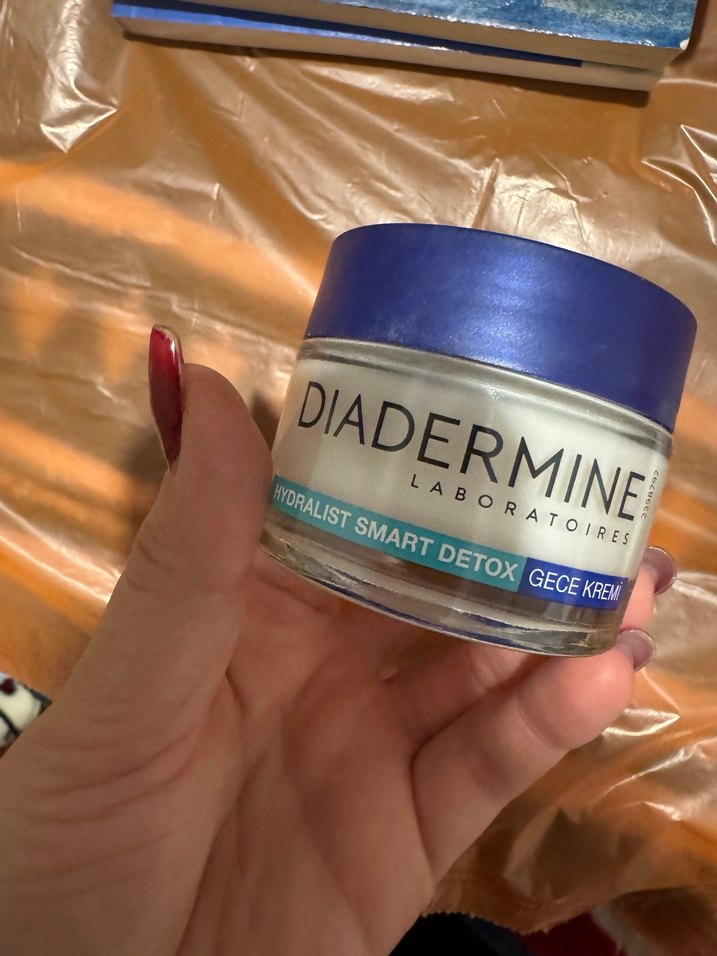 DIADERMINE
LABORATOIRES
HYDRALIST SMART DETOX
GECE KREMİ